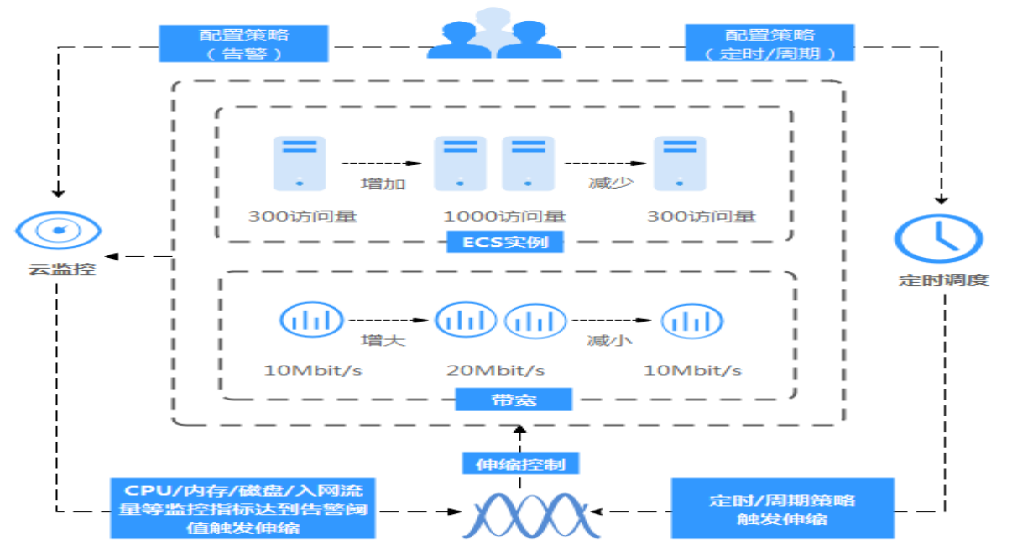 配置策略
（告警）
配置策略
（定时/周期）
增加
减少
300访问量
1000访问量
300访问量
ECS实例
云监控
定时调度
增大
减小
10Mbit/s
20Mbit/s
10Mbit/s
带宽
伸缩控制
CPU/内存/磁盘/入网流
量等监控指标达到告警阈
值触发伸缩
定时/周期策略
触发伸缩